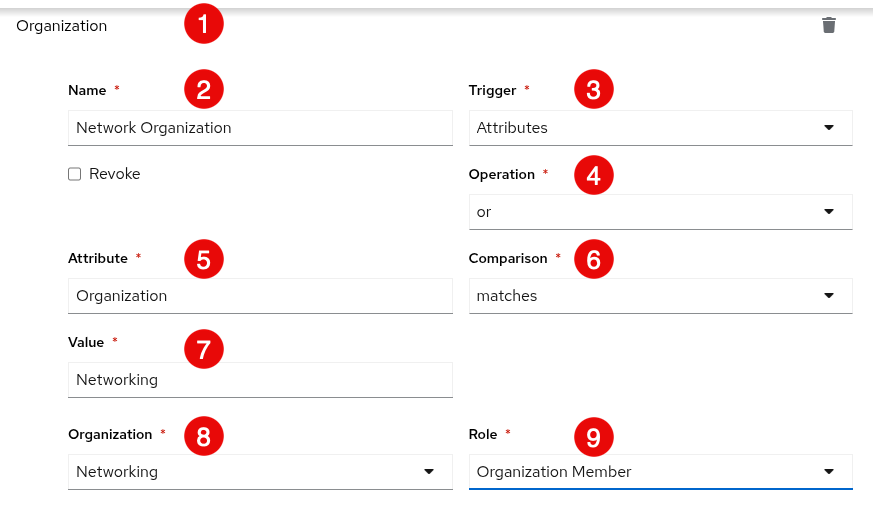 Organization 1
Name * 2 Trigger * 3
Network Organization Attributes
Revoke Operation * 4
or
Attribute * 5 Comparison * 6
Organization matches
Value * 7
Networking
Organization * 8 Role * 9
Networking Organization Member